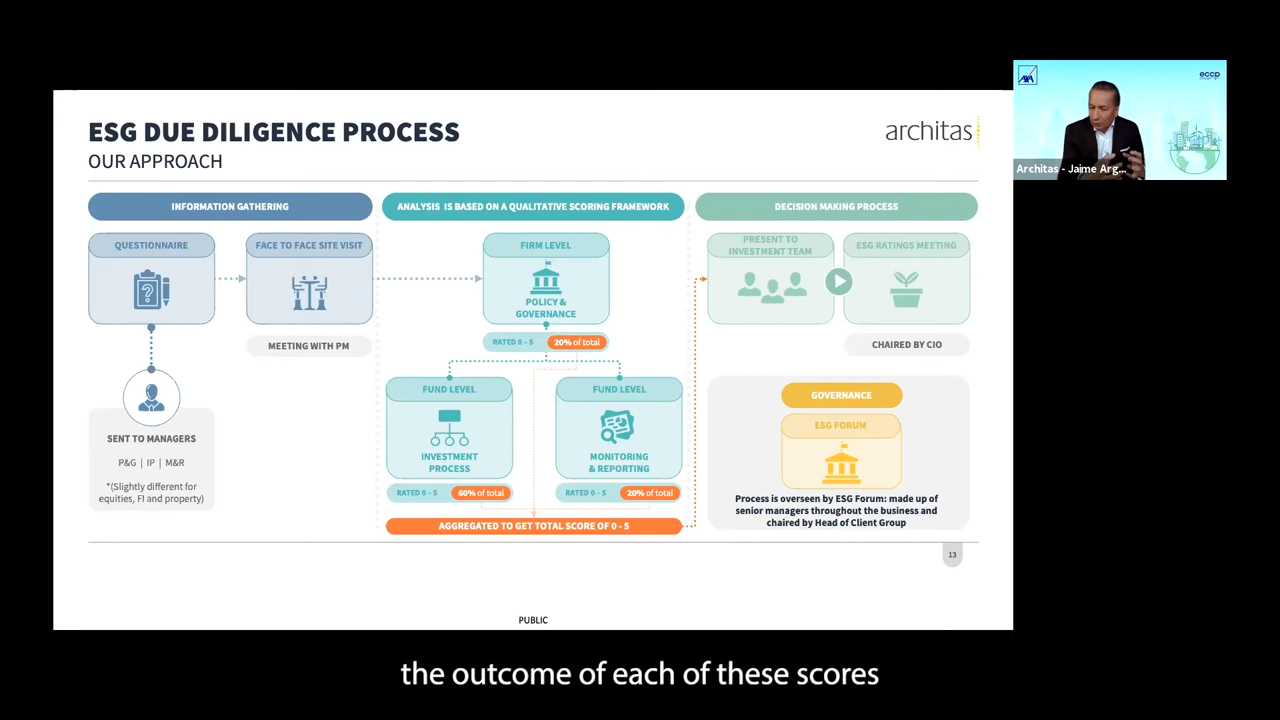 ESG DUE DILIGENCE PROCESS
OUR APPROACH
architas
AXA
eccp
Architas - Jaime Arg...
INFORMATION GATHERING
QUESTIONNAIRE
?
FACE TO FACE SITE VISIT
MEETING WITH PM
SENT TO MANAGERS
P&G | IP | M&R
*(Slightly different for
equities, FI and property)
ANALYSIS IS BASED ON A QUALITATIVE SCORING FRAMEWORK
FIRM LEVEL
POLICY &
GOVERNANCE
RATED 0 – 5
20% of total
FUND LEVEL
INVESTMENT
PROCESS
RATED 0 – 5
60% of total
FUND LEVEL
MONITORING
& REPORTING
RATED 0 – 5
20% of total
AGGREGATED TO GET TOTAL SCORE OF 0 - 5
DECISION MAKING PROCESS
PRESENT TO
INVESTMENT TEAM
ESG RATINGS MEETING
CHAIRED BY CIO
GOVERNANCE
ESG FORUM
Process is overseen by ESG Forum: made up of
senior managers throughout the business and
chaired by Head of Client Group
13
PUBLIC
the outcome of each of these scores